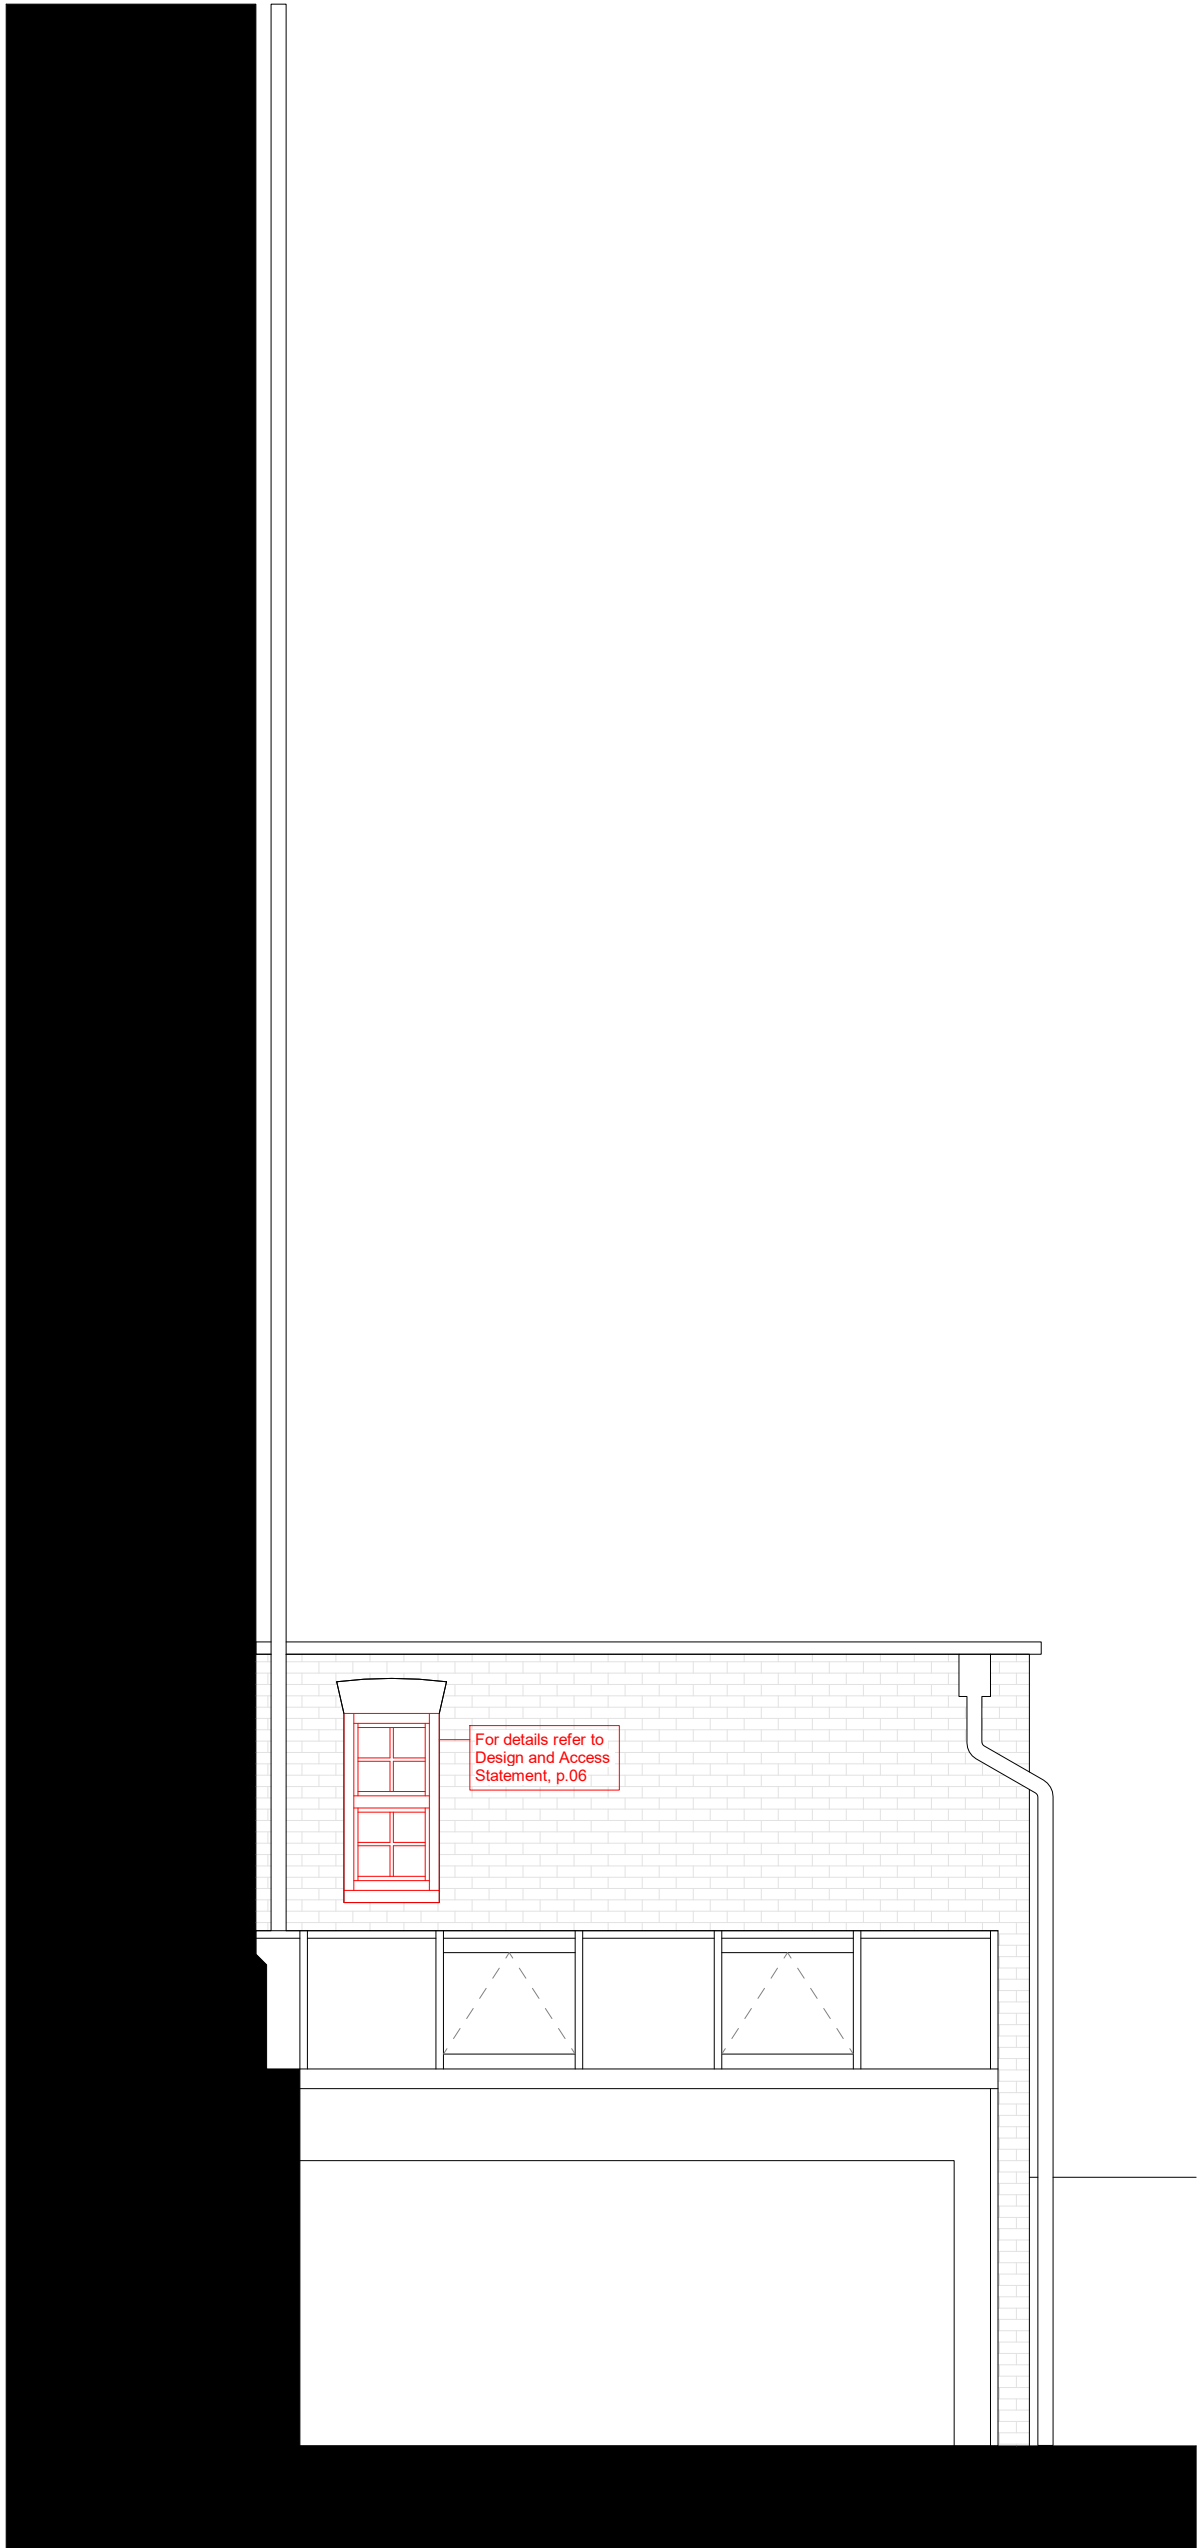 For details refer to
Design and Access
Statement, p.06